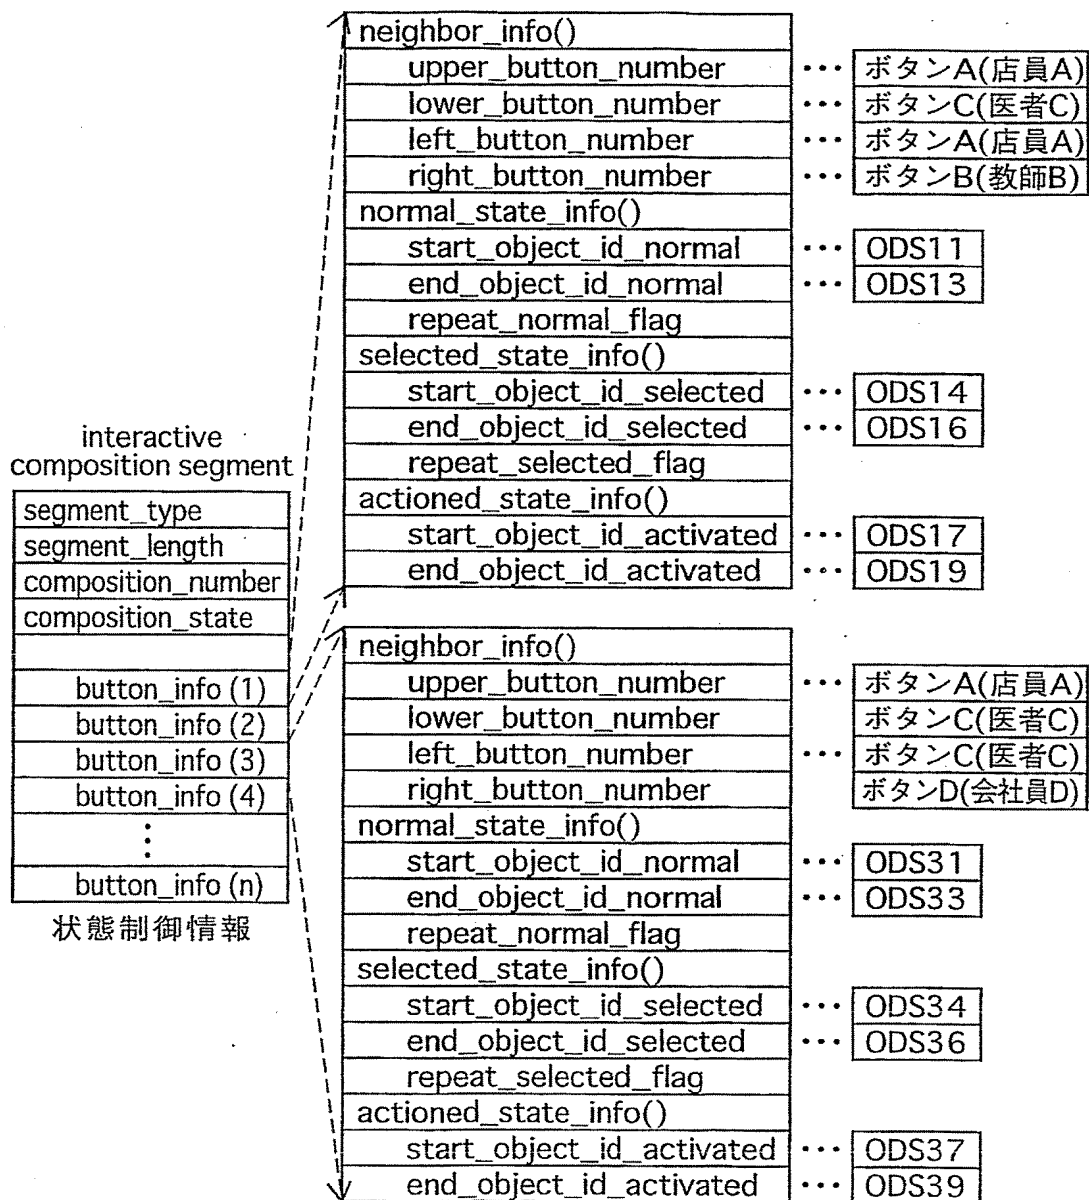 neighbor_info()
upper_button_number ・・・ ボタンA(店員A)
lower_button_number ・・・ ボタンC(医者C)
left_button_number ・・・ ボタンA(店員A)
right_button_number ・・・ ボタンB(教師B)
normal_state_info()
start_object_id_normal ・・・ ODS11
end_object_id_normal ・・・ ODS13
repeat_normal_flag
selected_state_info()
start_object_id_selected ・・・ ODS14
end_object_id_selected ・・・ ODS16
repeat_selected_flag
actioned_state_info()
start_object_id_activated ・・・ ODS17
end_object_id_activated ・・・ ODS19
interactive
composition segment
segment_type
segment_length
composition_number
composition_state
button_info (1)
button_info (2)
button_info (3)
button_info (4)
⋮
button_info (n)
状態制御情報
neighbor_info()
upper_button_number ・・・ ボタンA(店員A)
lower_button_number ボタンC(医者C)
left_button_number ・・・ ボタンC(医者C)
right_button_number ボタンD(会社員D)
normal_state_info()
start_object_id_normal ・・・ ODS31
end_object_id_normal ・・・ ODS33
repeat_normal_flag
selected_state_info()
start_object_id_selected ・・・ ODS34
end_object_id_selected ・・・ ODS36
repeat_selected_flag
actioned_state_info()
start_object_id_activated ・・・ ODS37
end_object_id_activated ・・・ ODS39